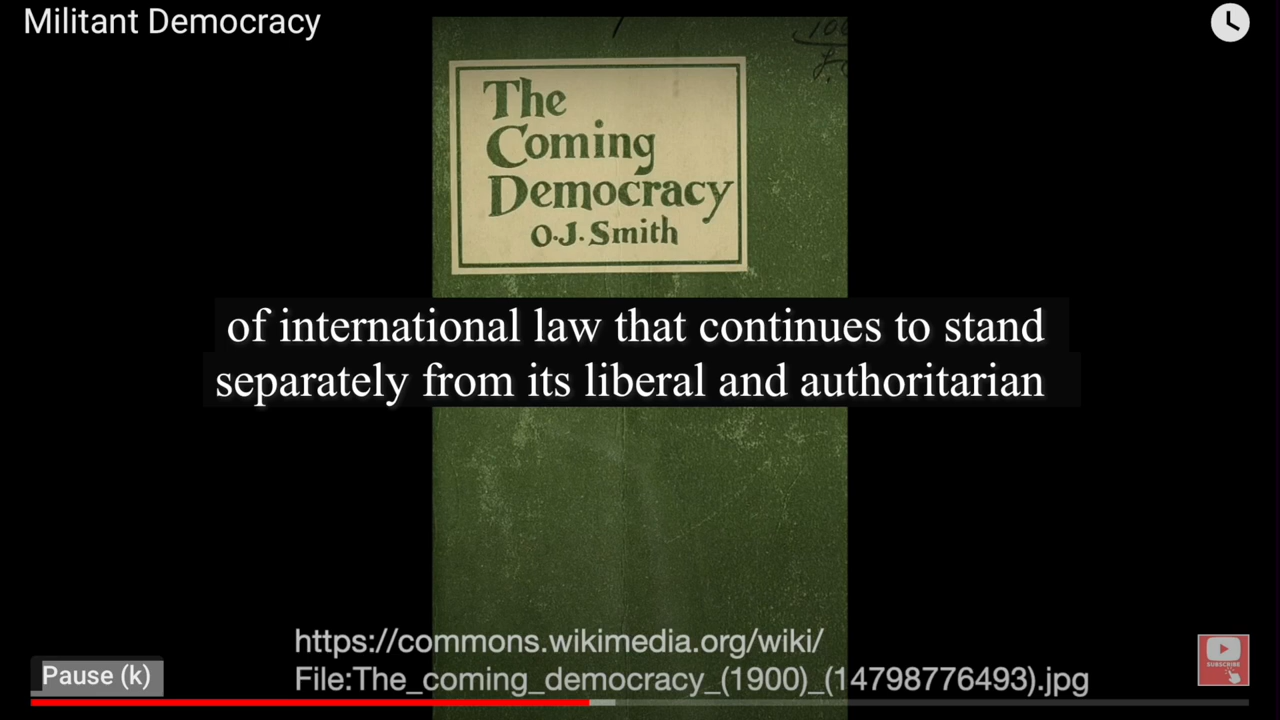 Militant Democracy
The
Coming
Democracy
O.J. Smith
of international law that continues to stand
separately from its liberal and authoritarian
https://commons.wikimedia.org/wiki/
File:The_coming_democracy_(1900)_(14798776493).jpg
Pause (k)
SUBSCRIBE